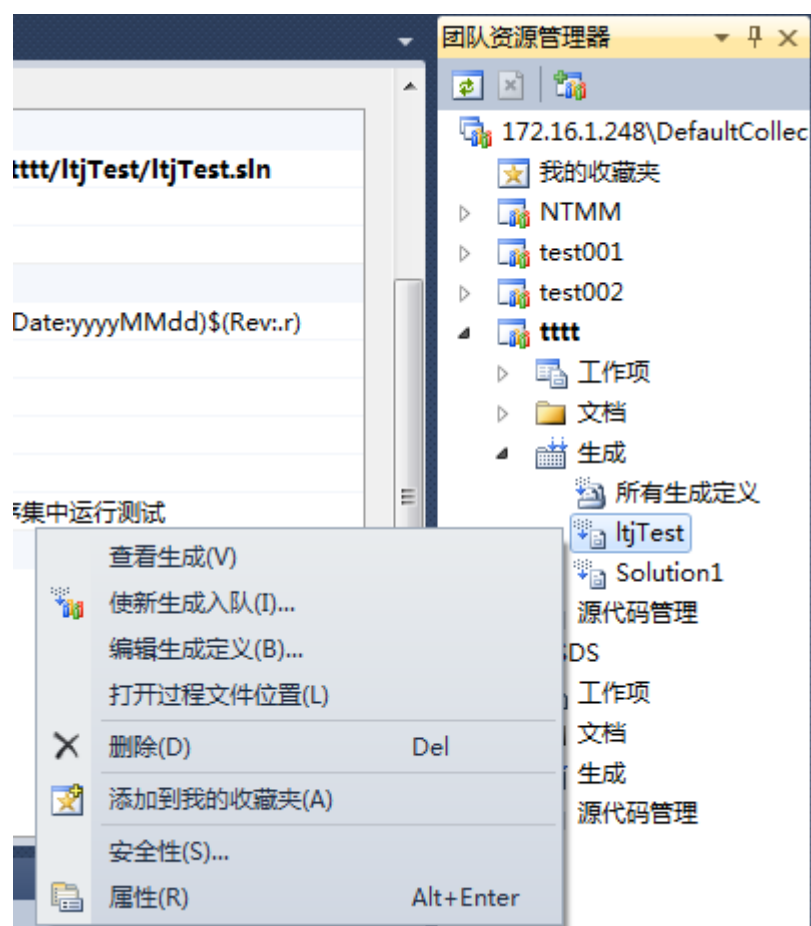 tttt/ltjTest/ltjTest.sln
Date:yyyyMMdd)$(Rev:.r)
集中运行测试
团队资源管理器
172.16.1.248\DefaultCollec
我的收藏夹
NTMM
test001
test002
tttt
工作项
文档
生成
所有生成定义
ltjTest
Solution1
源代码管理
DS
工作项
文档
生成
源代码管理
查看生成(V)
使新生成入队(I)...
编辑生成定义(B)...
打开过程文件位置(L)
删除(D) Del
添加到我的收藏夹(A)
安全性(S)...
属性(R) Alt+Enter